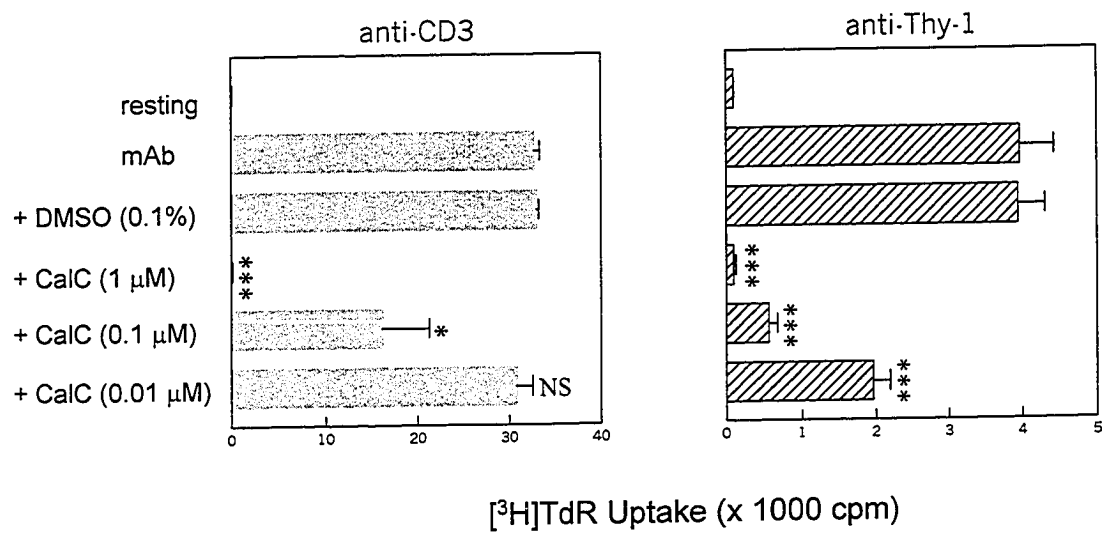 anti-CD3
anti-Thy-1
resting
mAb
+ DMSO (0.1%)
+ CalC (1 μM)
***
***
+ CalC (0.1 μM)
*
***
+ CalC (0.01 μM)
NS
***
0 10 20 30 40
0 1 2 3 4 5
[³H]TdR Uptake (x 1000 cpm)